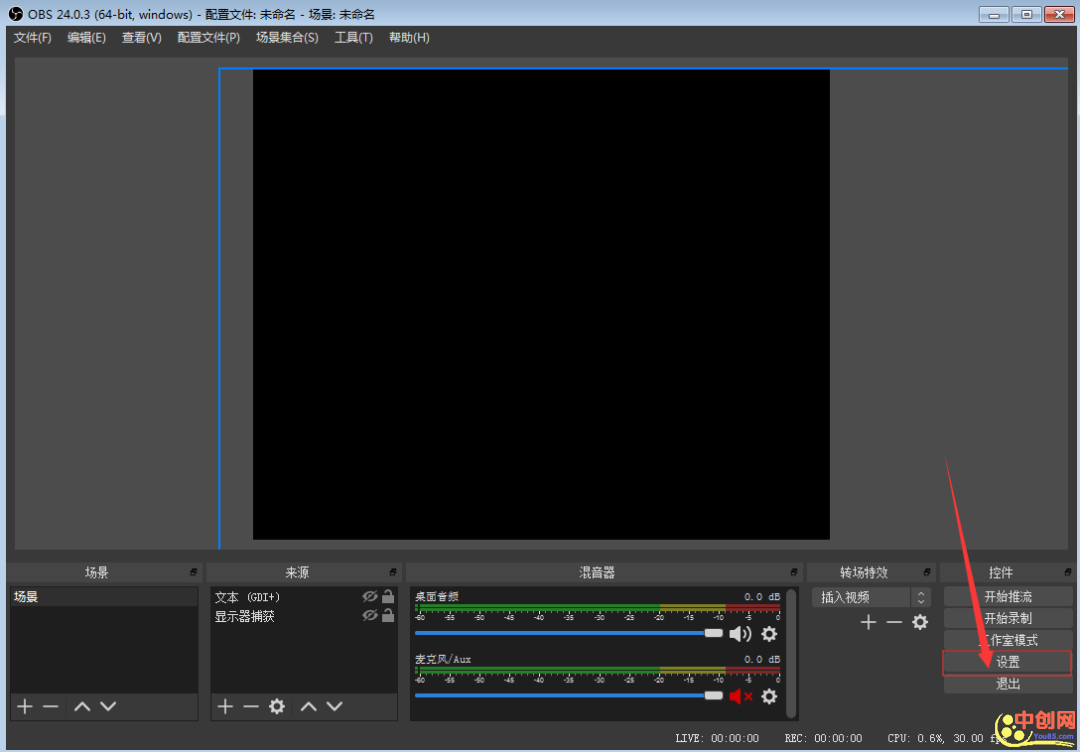 OBS 24.0.3 (64-bit, windows) - 配置文件: 未命名 - 场景: 未命名
文件(F) 编辑(E) 查看(V) 配置文件(P) 场景集合(S) 工具(T) 帮助(H)
场景
来源
混音器
转场特效
控件
场景
文本 (GDI+)
显示器捕获
桌面音频 0.0 dB
-60 -55 -50 -45 -40 -35 -30 -25 -20 -15 -10 -5 0
麦克风/Aux 0.0 dB
-60 -55 -50 -45 -40 -35 -30 -25 -20 -15 -10 -5 0
插入视频
开始推流
开始录制
工作室模式
设置
退出
LIVE: 00:00:00 REC: 00:00:00 CPU: 0.6%, 30.00
中创网
You85.com